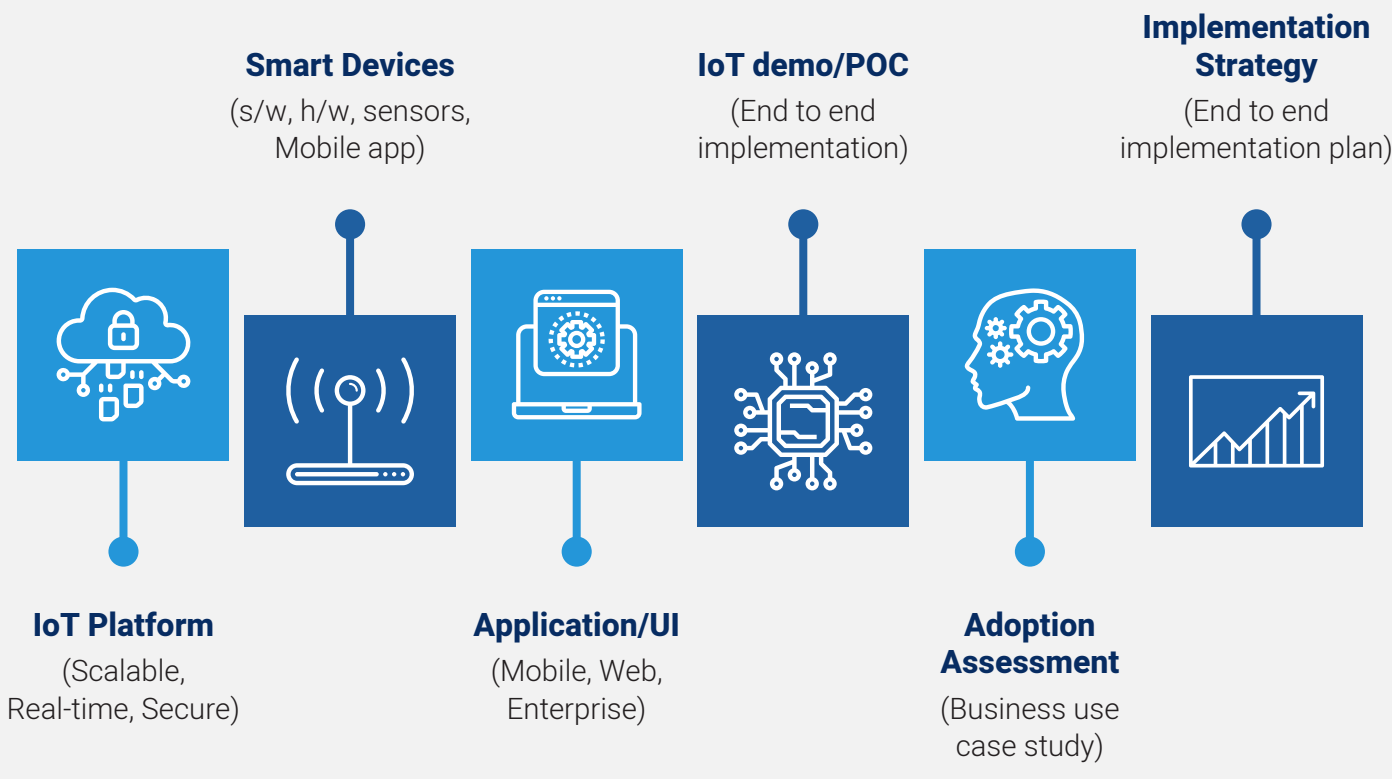 Smart Devices
(s/w, h/w, sensors,
Mobile app)
IoT demo/POC
(End to end
implementation)
Implementation
Strategy
(End to end
implementation plan)
IoT Platform
(Scalable,
Real-time, Secure)
Application/UI
(Mobile, Web,
Enterprise)
Adoption
Assessment
(Business use
case study)